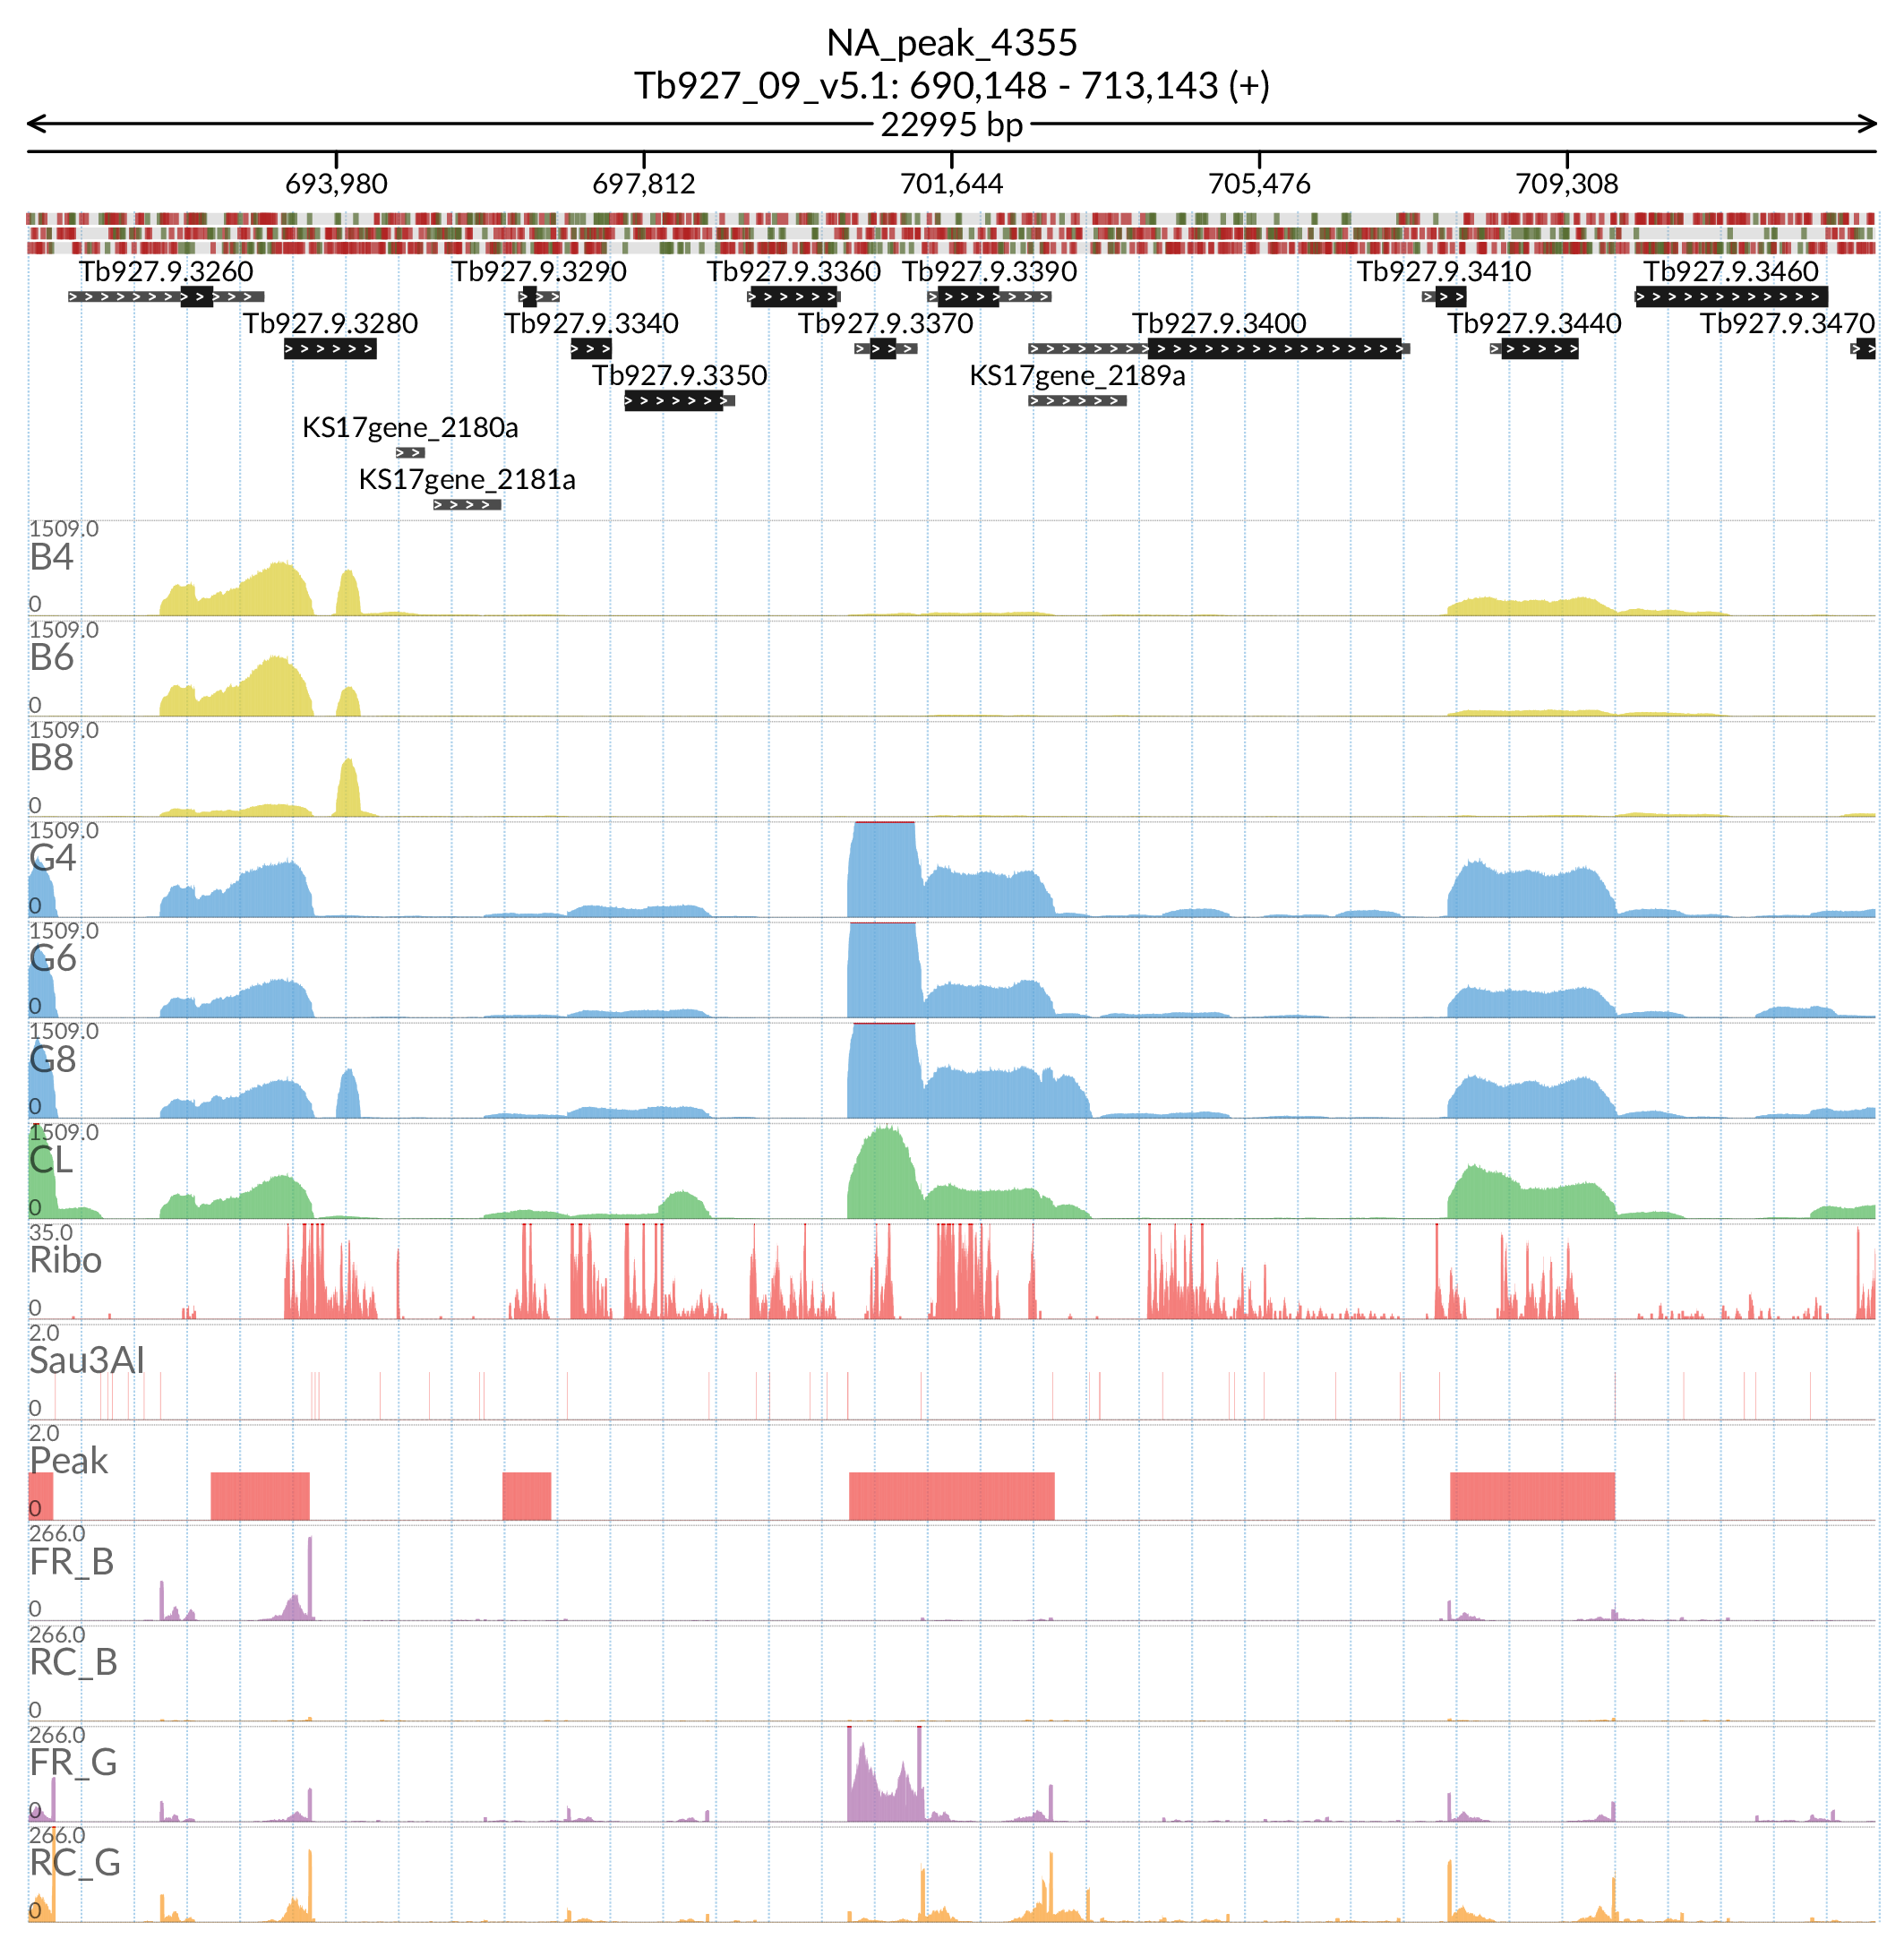 NA_peak_4355
Tb927_09_v5.1: 690,148 - 713,143 (+)
22995 bp
693,980 697,812 701,644 705,476 709,308
Tb927.9.3260 Tb927.9.3290 Tb927.9.3360 Tb927.9.3390 Tb927.9.3410 Tb927.9.3460
Tb927.9.3280 Tb927.9.3340 Tb927.9.3370 Tb927.9.3400 Tb927.9.3440 Tb927.9.3470
Tb927.9.3350 KS17gene_2189a
KS17gene_2180a
KS17gene_2181a
1509.0
B4
0
1509.0
B6
0
1509.0
B8
0
1509.0
G4
0
1509.0
G6
0
1509.0
G8
0
1509.0
CL
0
35.0
Ribo
0
2.0
Sau3AI
0
2.0
Peak
0
266.0
FR_B
0
266.0
RC_B
0
266.0
FR_G
0
266.0
RC_G
0